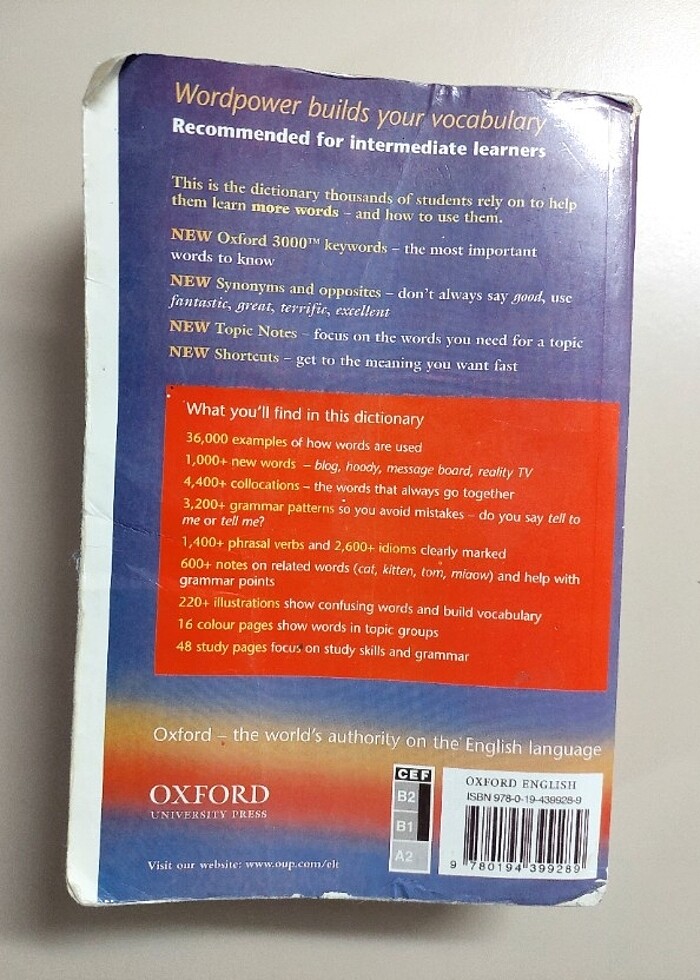 Wordpower builds your vocabulary
Recommended for intermediate learners
This is the dictionary thousands of students rely on to help
them learn more words – and how to use them.
NEW Oxford 3000™ keywords – the most important
words to know
NEW Synonyms and opposites – don't always say good, use
fantastic, great, terrific, excellent
NEW Topic Notes – focus on the words you need for a topic
NEW Shortcuts – get to the meaning you want fast
What you'll find in this dictionary
36,000 examples of how words are used
1,000+ new words – blog, hoody, message board, reality TV
4,400+ collocations – the words that always go together
3,200+ grammar patterns so you avoid mistakes – do you say tell to
me or tell me?
1,400+ phrasal verbs and 2,600+ idioms clearly marked
600+ notes on related words (cat, kitten, tom, miaow) and help with
grammar points
220+ illustrations show confusing words and build vocabulary
16 colour pages show words in topic groups
48 study pages focus on study skills and grammar
Oxford – the world's authority on the English language
OXFORD
UNIVERSITY PRESS
Visit our website: www.oup.com/elt
CEF
B2
B1
A2
OXFORD ENGLISH
ISBN 978-0-19-439928-9
9 780194 399289